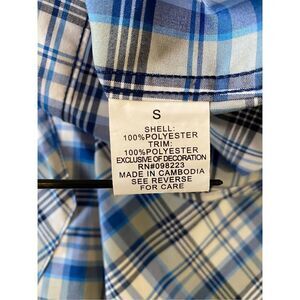 S
SHELL:
100%POLYESTER
TRIM:
100%POLYESTER
EXCLUSIVE OF DECORATION
RN#098223
MADE IN CAMBODIA
SEE REVERSE
FOR CARE